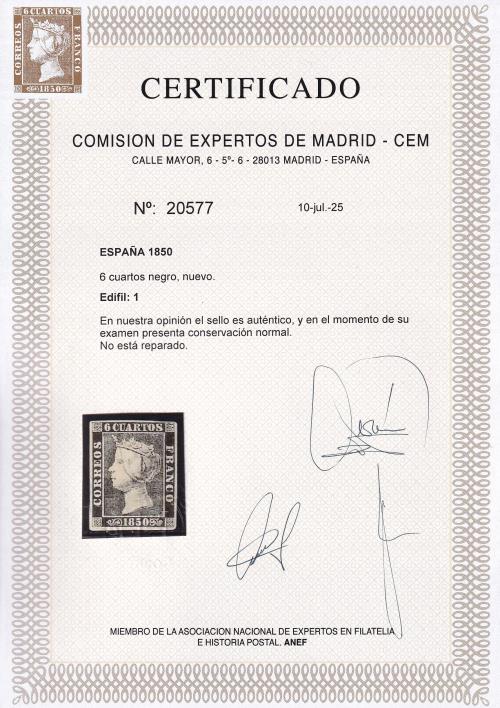 6 CUARTOS
CORREOS
FRANCO
1850
CERTIFICADO
COMISION DE EXPERTOS DE MADRID - CEM
CALLE MAYOR, 6 - 5º- 6 - 28013 MADRID - ESPAÑA
Nº: 20577
10-jul.-25
ESPAÑA 1850
6 cuartos negro, nuevo.
Edifil: 1
En nuestra opinión el sello es auténtico, y en el momento de su
examen presenta conservación normal.
No está reparado.
6 CUARTOS
CORREOS
FRANCO
1850
MIEMBRO DE LA ASOCIACION NACIONAL DE EXPERTOS EN FILATELIA
E HISTORIA POSTAL. ANEF